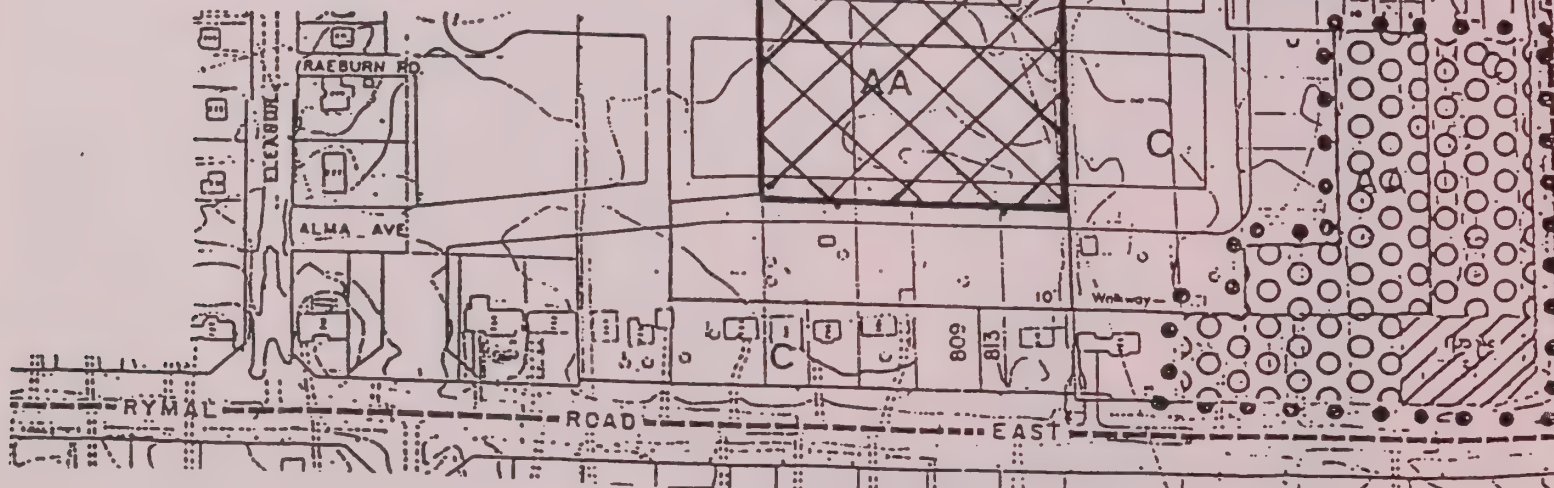 RAEBURN RD.
AA
C
ALMA AVE
10'
Walkway
809
813
C
RYMAL ROAD EAST